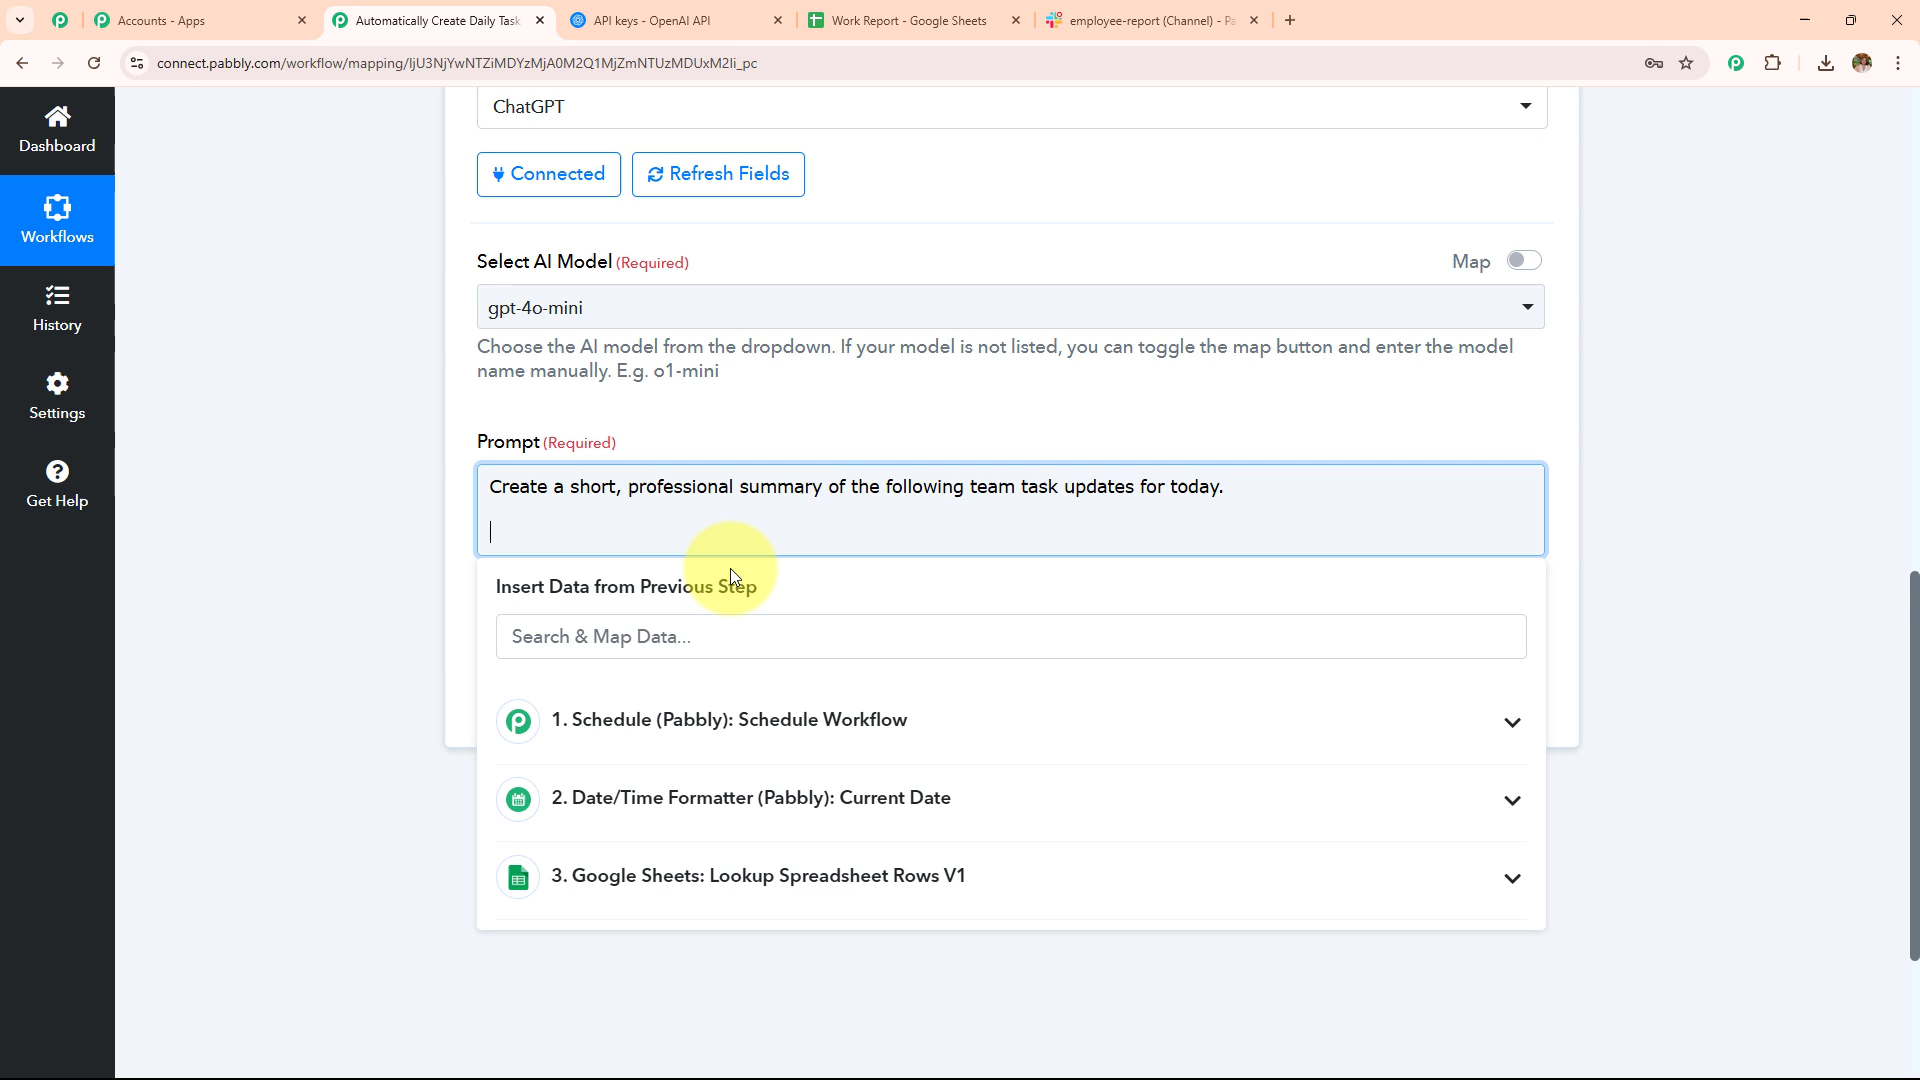 Accounts - Apps
Automatically Create Daily Task
API keys - OpenAI API
Work Report - Google Sheets
employee-report (Channel) - Pa
connect.pabbly.com/workflow/mapping/IjU3NjYwNTZiMDYzMjA0M2Q1MjZmNTUzMDUxM2Ii_pc
Dashboard
Workflows
History
Settings
Get Help
ChatGPT
Connected
Refresh Fields
Select AI Model (Required)
Map
gpt-4o-mini
Choose the AI model from the dropdown. If your model is not listed, you can toggle the map button and enter the model
name manually. E.g. o1-mini
Prompt (Required)
Create a short, professional summary of the following team task updates for today.
Insert Data from Previous Step
Search & Map Data...
1. Schedule (Pabbly): Schedule Workflow
2. Date/Time Formatter (Pabbly): Current Date
3. Google Sheets: Lookup Spreadsheet Rows V1